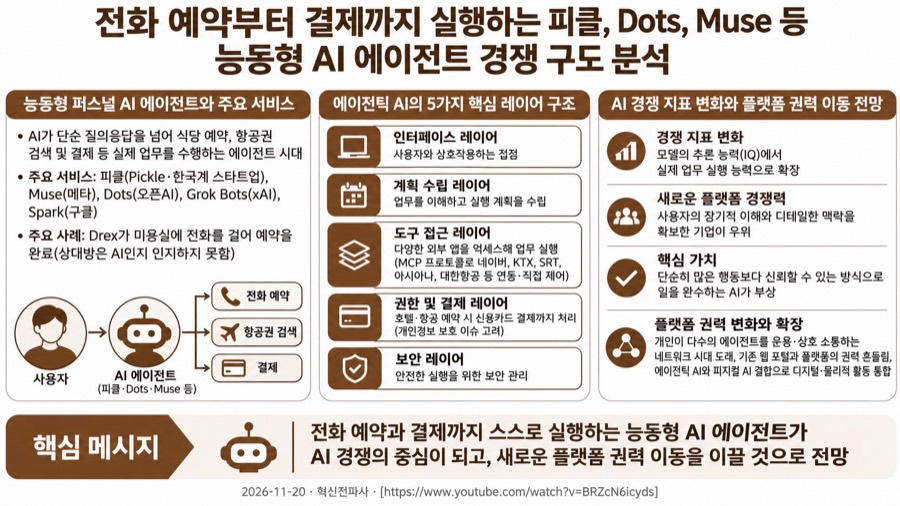 전화 예약부터 결제까지 실행하는 피클, Dots, Muse 등
능동형 AI 에이전트 경쟁 구도 분석
능동형 퍼스널 AI 에이전트와 주요 서비스
• AI가 단순 질의응답을 넘어 식당 예약, 항공권
검색 및 결제 등 실제 업무를 수행하는 에이전트 시대
• 주요 서비스: 피클(Pickle·한국계 스타트업),
Muse(메타), Dots(오픈AI), Grok Bots(xAI),
Spark(구글)
• 주요 사례: Drex가 미용실에 전화를 걸어 예약을
완료(상대방은 AI인지 인지하지 못함)
사용자
AI 에이전트
(피클·Dots·Muse 등)
전화 예약
항공권 검색
결제
에이전틱 AI의 5가지 핵심 레이어 구조
인터페이스 레이어
사용자와 상호작용하는 접점
계획 수립 레이어
업무를 이해하고 실행 계획을 수립
도구 접근 레이어
다양한 외부 앱을 억세스해 업무 실행
(MCP 프로토콜로 네이버, KTX, SRT,
아시아나, 대한항공 등 연동·직접 제어)
권한 및 결제 레이어
호텔·항공 예약 시 신용카드 결제까지 처리
(개인정보 보호 이슈 고려)
보안 레이어
안전한 실행을 위한 보안 관리
AI 경쟁 지표 변화와 플랫폼 권력 이동 전망
경쟁 지표 변화
모델의 추론 능력(IQ)에서
실제 업무 실행 능력으로 확장
새로운 플랫폼 경쟁력
사용자의 장기적 이해와 디테일한 맥락을
확보한 기업이 우위
핵심 가치
단순히 많은 행동보다 신뢰할 수 있는 방식으로
일을 완수하는 AI가 부상
플랫폼 권력 변화와 확장
개인이 다수의 에이전트를 운용·상호 소통하는
네트워크 시대 도래, 기존 웹 포털과 플랫폼의 권력 흔들림,
에이전틱 AI와 피지컬 AI 결합으로 디지털·물리적 활동 통합
핵심 메시지
전화 예약과 결제까지 스스로 실행하는 능동형 AI 에이전트가
AI 경쟁의 중심이 되고, 새로운 플랫폼 권력 이동을 이끌 것으로 전망
2026-11-20 · 혁신전파사 · [https://www.youtube.com/watch?v=BRZcN6icyds]